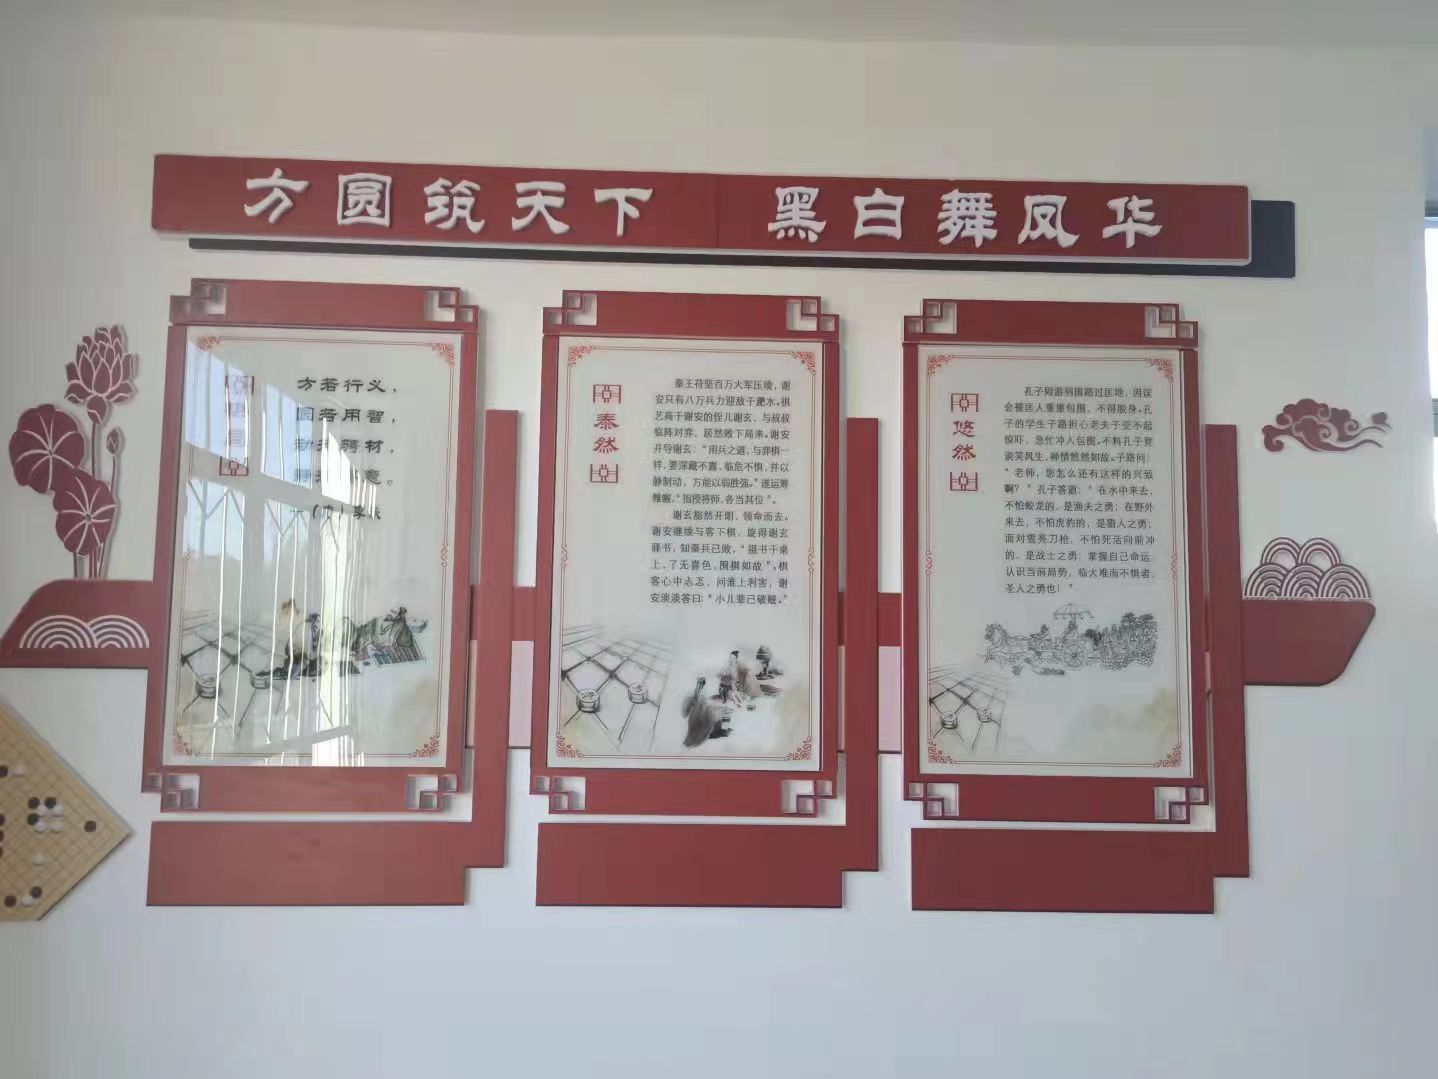 方圆筑天下 黑白舞风华
方若行义，
圆若用智，
动若骋材，
泰然
秦王苻坚百万大军压境，谢
安只有八万兵力迎敌于淝水。棋
艺高于谢安的侄儿谢玄，与叔叔
临阵对弈，居然败下局来。谢安
开导谢玄：“用兵之道，与弈棋一
样，要深藏不露，临危不惧，并以
静制动，方能以弱胜强。”遂运筹
帷幄，“指授将帅，各当其位”。
谢玄豁然开朗，领命而去。
谢安继续与客下棋，旋得谢玄
驿书，知秦兵已败，“摄书于桌
上，了无喜色，围棋如故”。棋
客心中忐忑，问淮上利害，谢
安淡淡答曰：“小儿辈已破贼。”
悠然
孔子周游列国路过匡地，因误
会被匡人重重包围，不得脱身。孔
子的学生子路担心老夫子受不起
惊吓，急忙冲入包围。不料孔子竟
谈笑风生，神情悠然如故。子路问：
“老师，您怎么还有这样的兴致
啊？”孔子答道：“在水中来去，
不怕蛟龙的，是渔夫之勇；在野外
来去，不怕虎豹的，是猎人之勇；
面对雪亮刀枪，不怕死活向前冲
的，是战士之勇；掌握自己命运，
认识当前局势，临大难而不惧者，
圣人之勇也！”